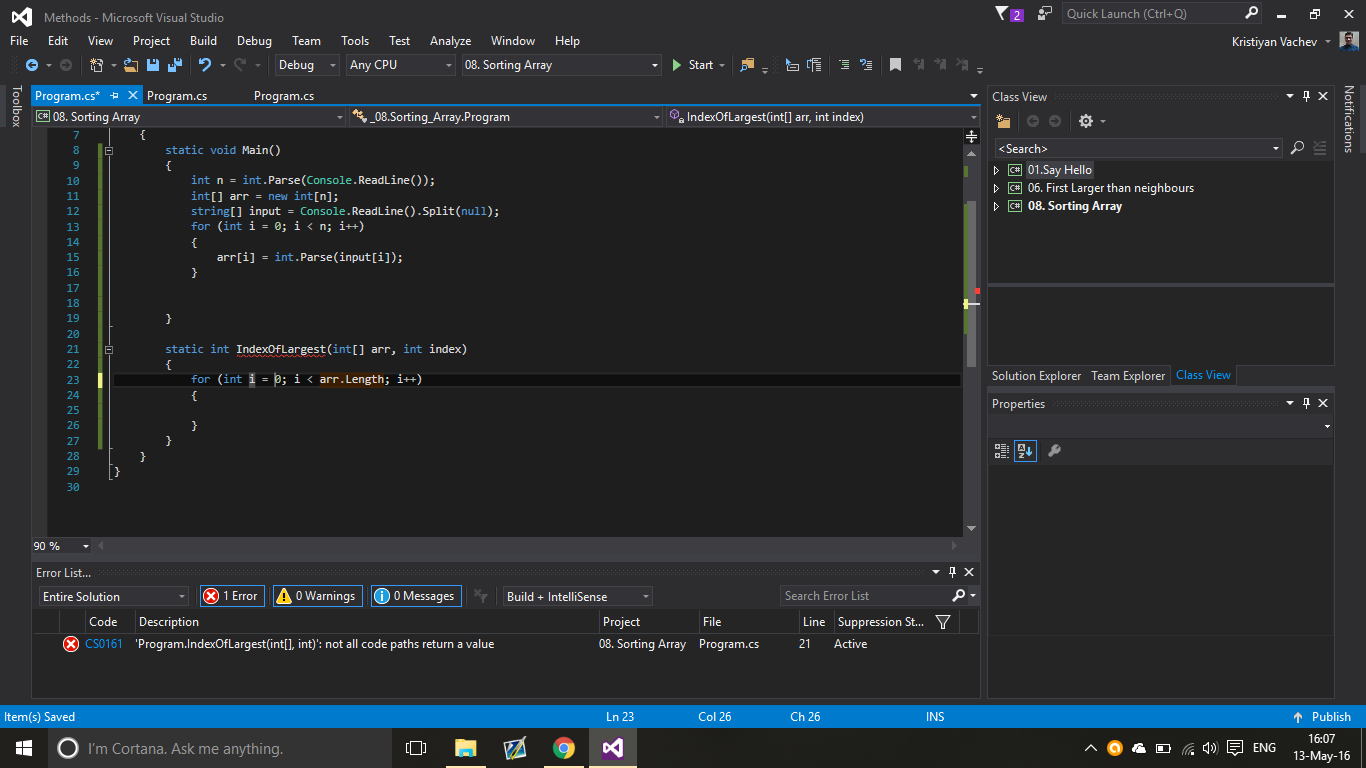 Methods - Microsoft Visual Studio
2
Quick Launch (Ctrl+Q)
File Edit View Project Build Debug Team Tools Test Analyze Window Help
Kristiyan Vachev
Debug Any CPU 08. Sorting Array Start
Toolbox
Program.cs* Program.cs Program.cs
C# 08. Sorting Array _08.Sorting_Array.Program IndexOfLargest(int[] arr, int index)
7 {
8 static void Main()
9 {
10 int n = int.Parse(Console.ReadLine());
11 int[] arr = new int[n];
12 string[] input = Console.ReadLine().Split(null);
13 for (int i = 0; i < n; i++)
14 {
15 arr[i] = int.Parse(input[i]);
16 }
17
18
19 }
20
21 static int IndexOfLargest(int[] arr, int index)
22 {
23 for (int i = 0; i < arr.Length; i++)
24 {
25
26 }
27 }
28 }
29 }
30
90 %
Class View
<Search>
C# 01.Say Hello
C# 06. First Larger than neighbours
C# 08. Sorting Array
Solution Explorer Team Explorer Class View
Properties
Notifications
Error List...
Entire Solution 1 Error 0 Warnings 0 Messages Build + IntelliSense Search Error List
Code Description Project File Line Suppression St...
CS0161 'Program.IndexOfLargest(int[], int)': not all code paths return a value 08. Sorting Array Program.cs 21 Active
Item(s) Saved Ln 23 Col 26 Ch 26 INS Publish
I'm Cortana. Ask me anything.
ENG
16:07
13-May-16